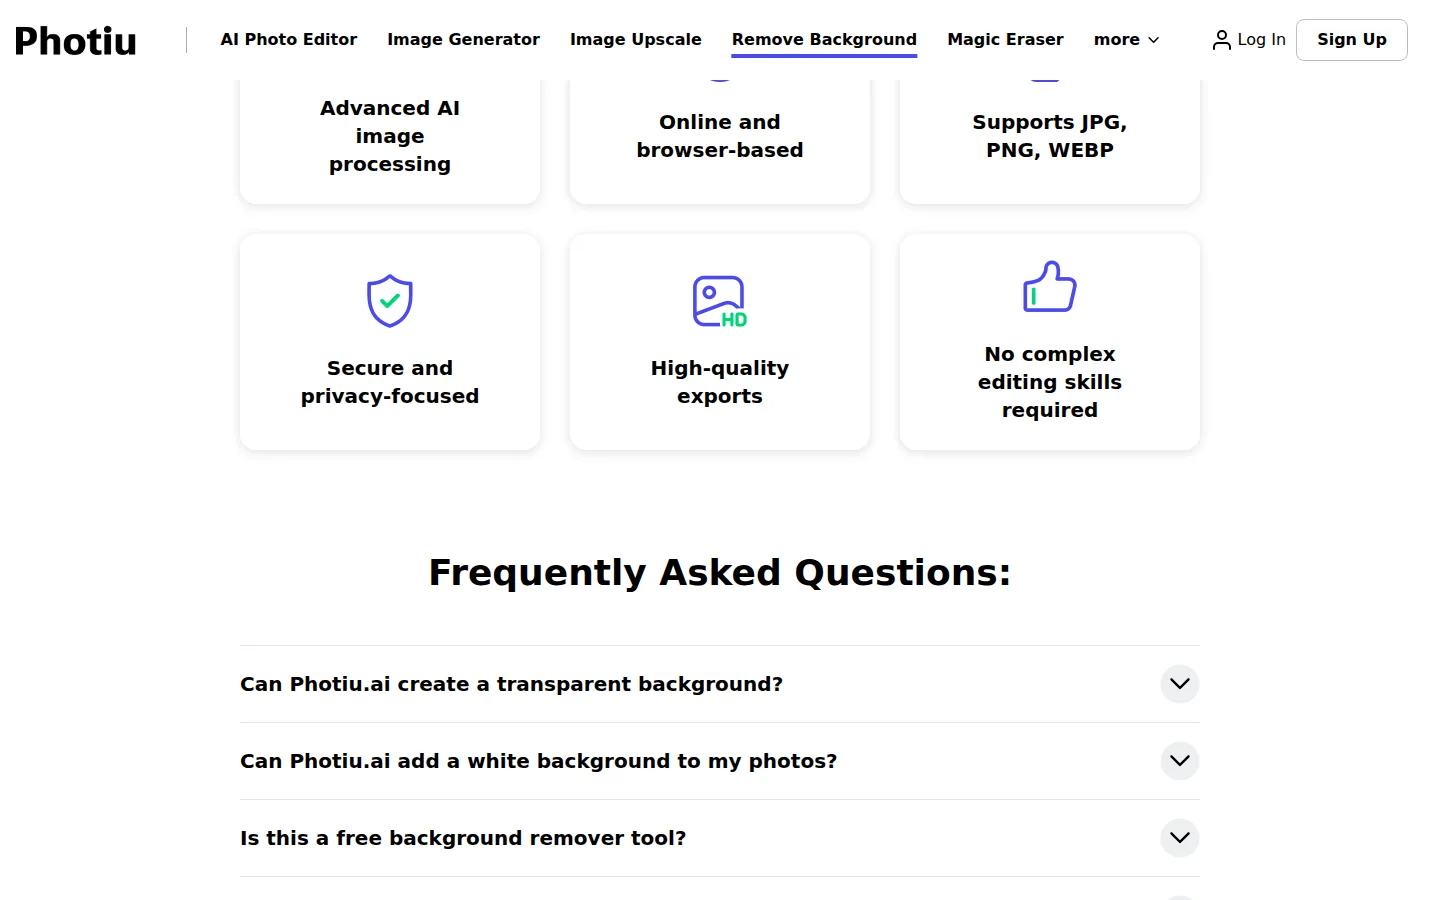 Photiu
AI Photo Editor
Image Generator
Image Upscale
Remove Background
Magic Eraser
more
Log In
Sign Up
Advanced AI
image
processing
Online and
browser-based
Supports JPG,
PNG, WEBP
Secure and
privacy-focused
HD
High-quality
exports
No complex
editing skills
required
Frequently Asked Questions:
Can Photiu.ai create a transparent background?
Can Photiu.ai add a white background to my photos?
Is this a free background remover tool?